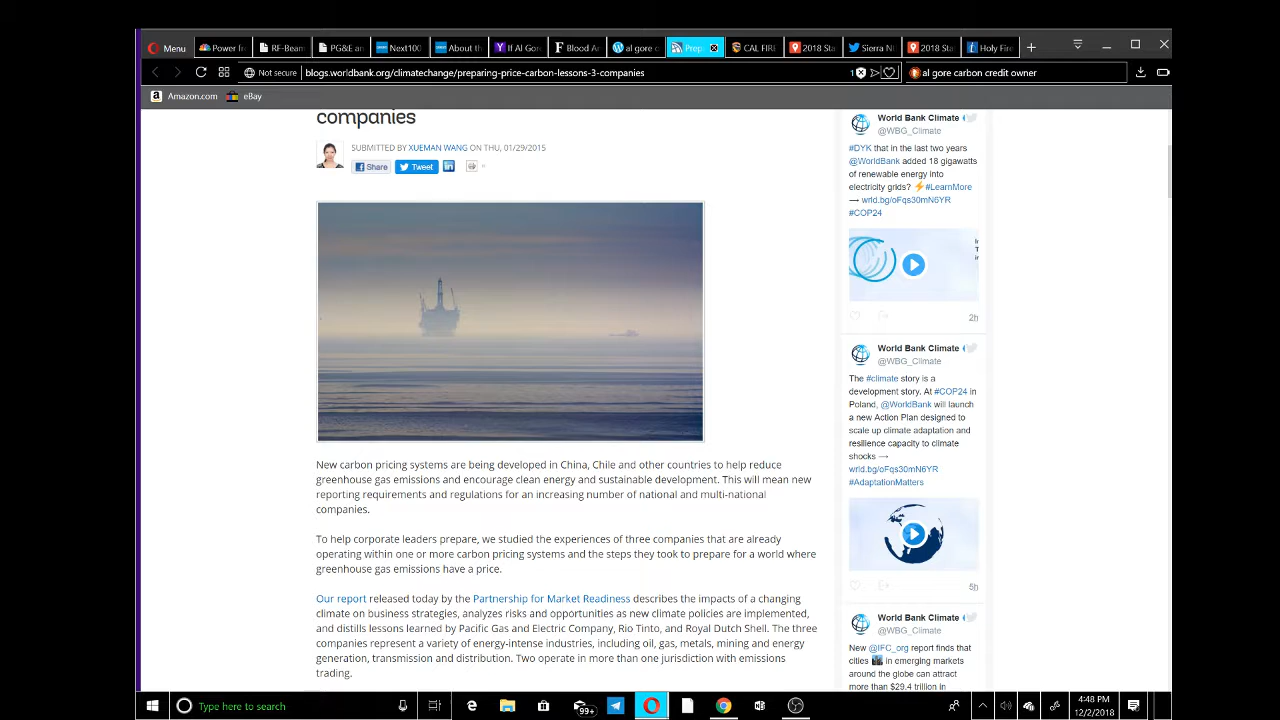 Menu
Power Ir
RF-Beam
PG&E an
Next100
About th
If Al Gore
Blood Ar
al gore c
Prep
CAL FIRE
2018 Sta
Sierra N
2018 Sta
Holy Fire
Not secure
blogs.worldbank.org/climatechange/preparing-price-carbon-lessons-3-companies
1
al gore carbon credit owner
Amazon.com
eBay
companies
SUBMITTED BY XUEMAN WANG ON THU, 01/29/2015
Share
Tweet
New carbon pricing systems are being developed in China, Chile and other countries to help reduce
greenhouse gas emissions and encourage clean energy and sustainable development. This will mean new
reporting requirements and regulations for an increasing number of national and multi-national
companies.
To help corporate leaders prepare, we studied the experiences of three companies that are already
operating within one or more carbon pricing systems and the steps they took to prepare for a world where
greenhouse gas emissions have a price.
Our report released today by the Partnership for Market Readiness describes the impacts of a changing
climate on business strategies, analyzes risks and opportunities as new climate policies are implemented,
and distills lessons learned by Pacific Gas and Electric Company, Rio Tinto, and Royal Dutch Shell. The three
companies represent a variety of energy-intense industries, including oil, gas, metals, mining and energy
generation, transmission and distribution. Two operate in more than one jurisdiction with emissions
trading.
World Bank Climate
@WBG_Climate
#DYK that in the last two years
@WorldBank added 18 gigawatts
of renewable energy into
electricity grids? ⚡#LearnMore
→ wrld.bg/oFqs30mN6YR
#COP24
2h
World Bank Climate
@WBG_Climate
The #climate story is a
development story. At #COP24 in
Poland, @WorldBank will launch
a new Action Plan designed to
scale up climate adaptation and
resilience capacity to climate
shocks →
wrld.bg/oFqs30mN6YR
#AdaptationMatters
5h
World Bank Climate
@WBG_Climate
New @IFC_org report finds that
cities in emerging markets
around the globe can attract
more than $29.4 trillion in
Type here to search
99+
4:48 PM
12/2/2018